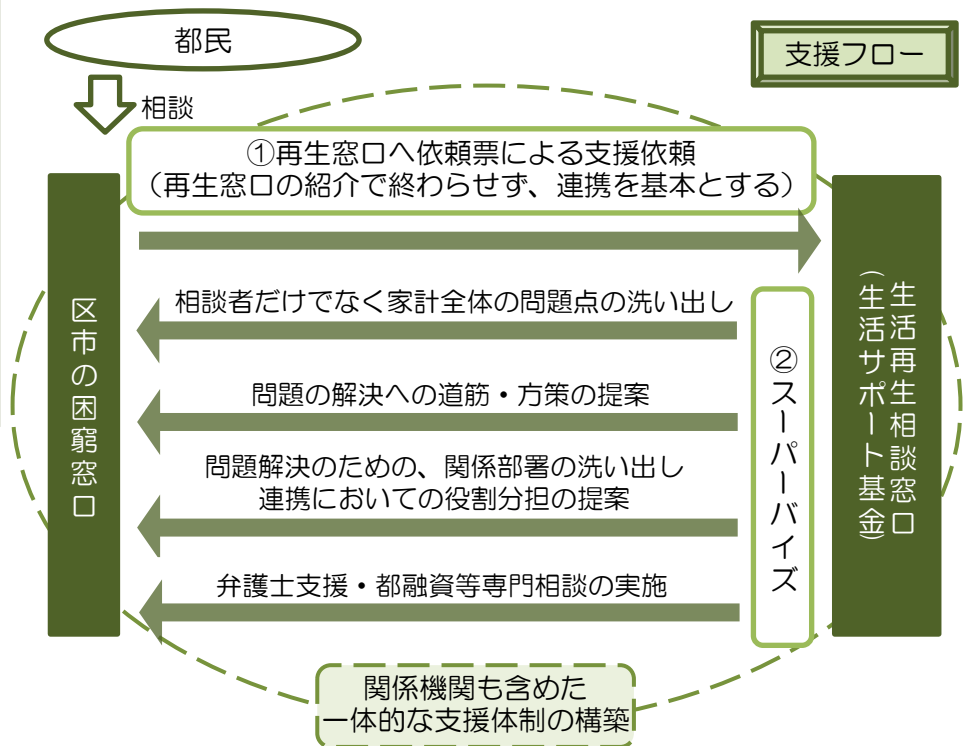 都民
支援フロー
相談
①再生窓口へ依頼票による支援依頼
（再生窓口の紹介で終わらせず、連携を基本とする）
区市の困窮窓口
相談者だけでなく家計全体の問題点の洗い出し
問題の解決への道筋・方策の提案
問題解決のための、関係部署の洗い出し
連携においての役割分担の提案
弁護士支援・都融資等専門相談の実施
②スーパーバイズ
生活再生相談窓口
（生活サポート基金）
関係機関も含めた
一体的な支援体制の構築